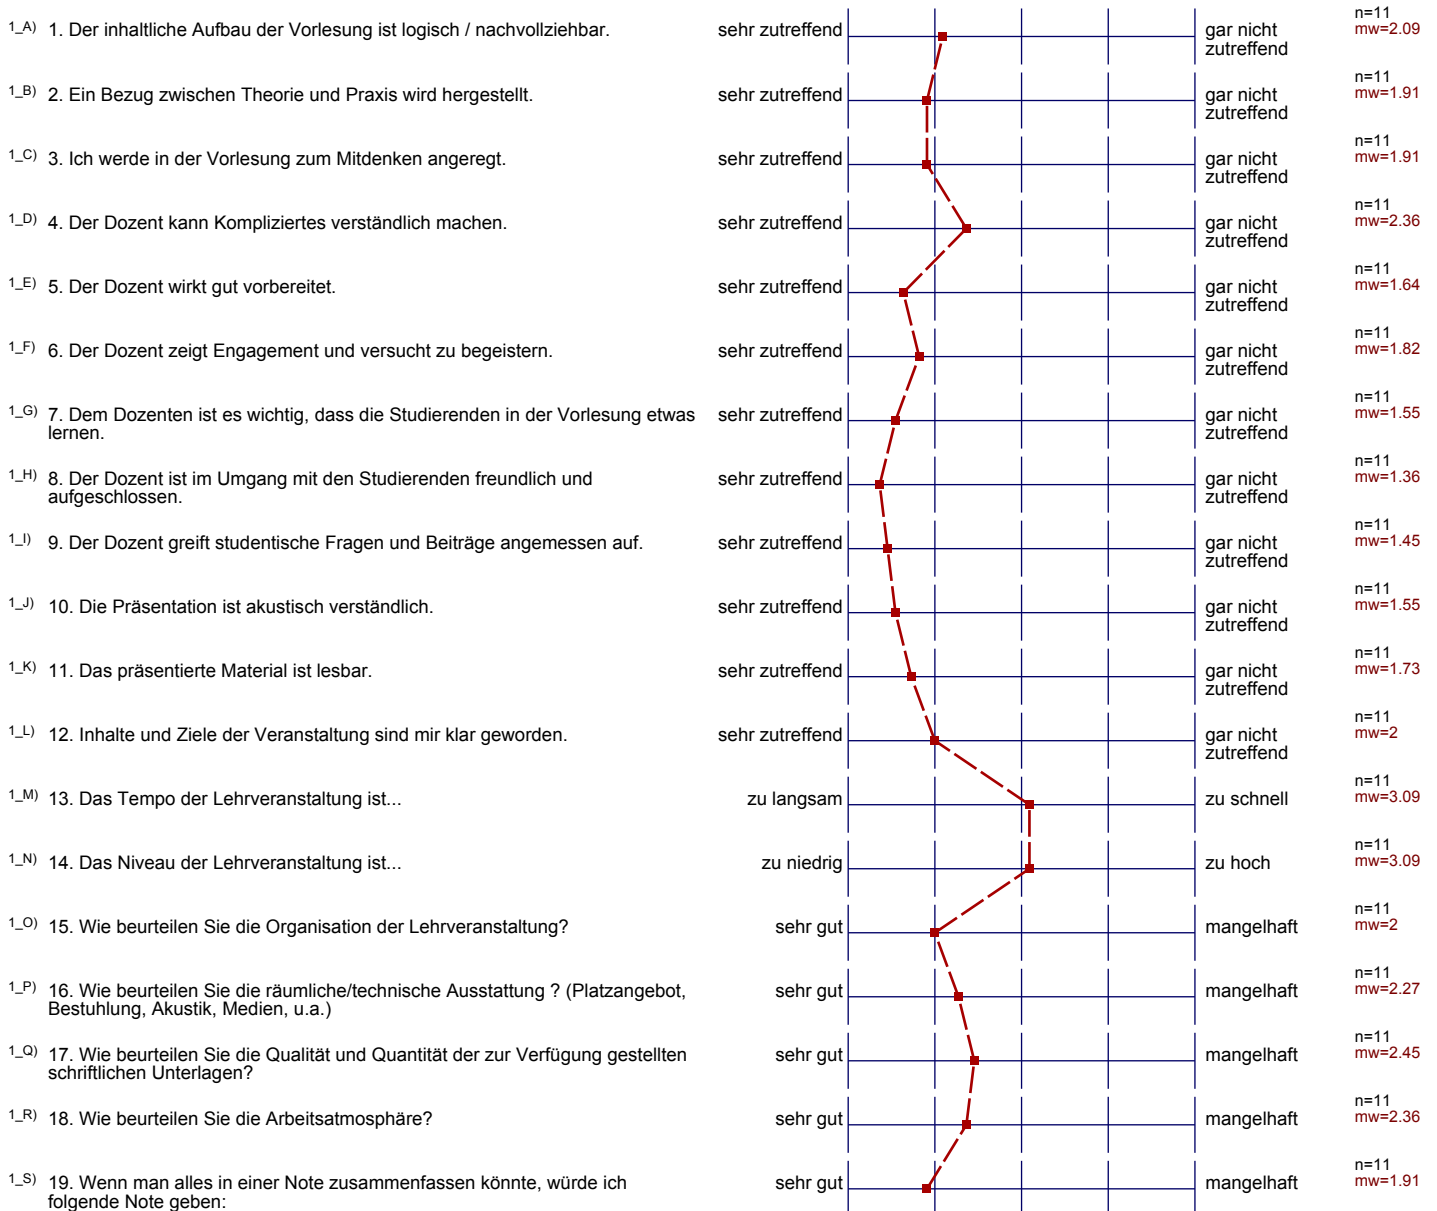 1_A) 1. Der inhaltliche Aufbau der Vorlesung ist logisch / nachvollziehbar. sehr zutreffend gar nicht zutreffend n=11 mw=2.09
1_B) 2. Ein Bezug zwischen Theorie und Praxis wird hergestellt. sehr zutreffend gar nicht zutreffend n=11 mw=1.91
1_C) 3. Ich werde in der Vorlesung zum Mitdenken angeregt. sehr zutreffend gar nicht zutreffend n=11 mw=1.91
1_D) 4. Der Dozent kann Kompliziertes verständlich machen. sehr zutreffend gar nicht zutreffend n=11 mw=2.36
1_E) 5. Der Dozent wirkt gut vorbereitet. sehr zutreffend gar nicht zutreffend n=11 mw=1.64
1_F) 6. Der Dozent zeigt Engagement und versucht zu begeistern. sehr zutreffend gar nicht zutreffend n=11 mw=1.82
1_G) 7. Dem Dozenten ist es wichtig, dass die Studierenden in der Vorlesung etwas
lernen. sehr zutreffend gar nicht zutreffend n=11 mw=1.55
1_H) 8. Der Dozent ist im Umgang mit den Studierenden freundlich und
aufgeschlossen. sehr zutreffend gar nicht zutreffend n=11 mw=1.36
1_I) 9. Der Dozent greift studentische Fragen und Beiträge angemessen auf. sehr zutreffend gar nicht zutreffend n=11 mw=1.45
1_J) 10. Die Präsentation ist akustisch verständlich. sehr zutreffend gar nicht zutreffend n=11 mw=1.55
1_K) 11. Das präsentierte Material ist lesbar. sehr zutreffend gar nicht zutreffend n=11 mw=1.73
1_L) 12. Inhalte und Ziele der Veranstaltung sind mir klar geworden. sehr zutreffend gar nicht zutreffend n=11 mw=2
1_M) 13. Das Tempo der Lehrveranstaltung ist... zu langsam zu schnell n=11 mw=3.09
1_N) 14. Das Niveau der Lehrveranstaltung ist... zu niedrig zu hoch n=11 mw=3.09
1_O) 15. Wie beurteilen Sie die Organisation der Lehrveranstaltung? sehr gut mangelhaft n=11 mw=2
1_P) 16. Wie beurteilen Sie die räumliche/technische Ausstattung ? (Platzangebot,
Bestuhlung, Akustik, Medien, u.a.) sehr gut mangelhaft n=11 mw=2.27
1_Q) 17. Wie beurteilen Sie die Qualität und Quantität der zur Verfügung gestellten
schriftlichen Unterlagen? sehr gut mangelhaft n=11 mw=2.45
1_R) 18. Wie beurteilen Sie die Arbeitsatmosphäre? sehr gut mangelhaft n=11 mw=2.36
1_S) 19. Wenn man alles in einer Note zusammenfassen könnte, würde ich
folgende Note geben: sehr gut mangelhaft n=11 mw=1.91